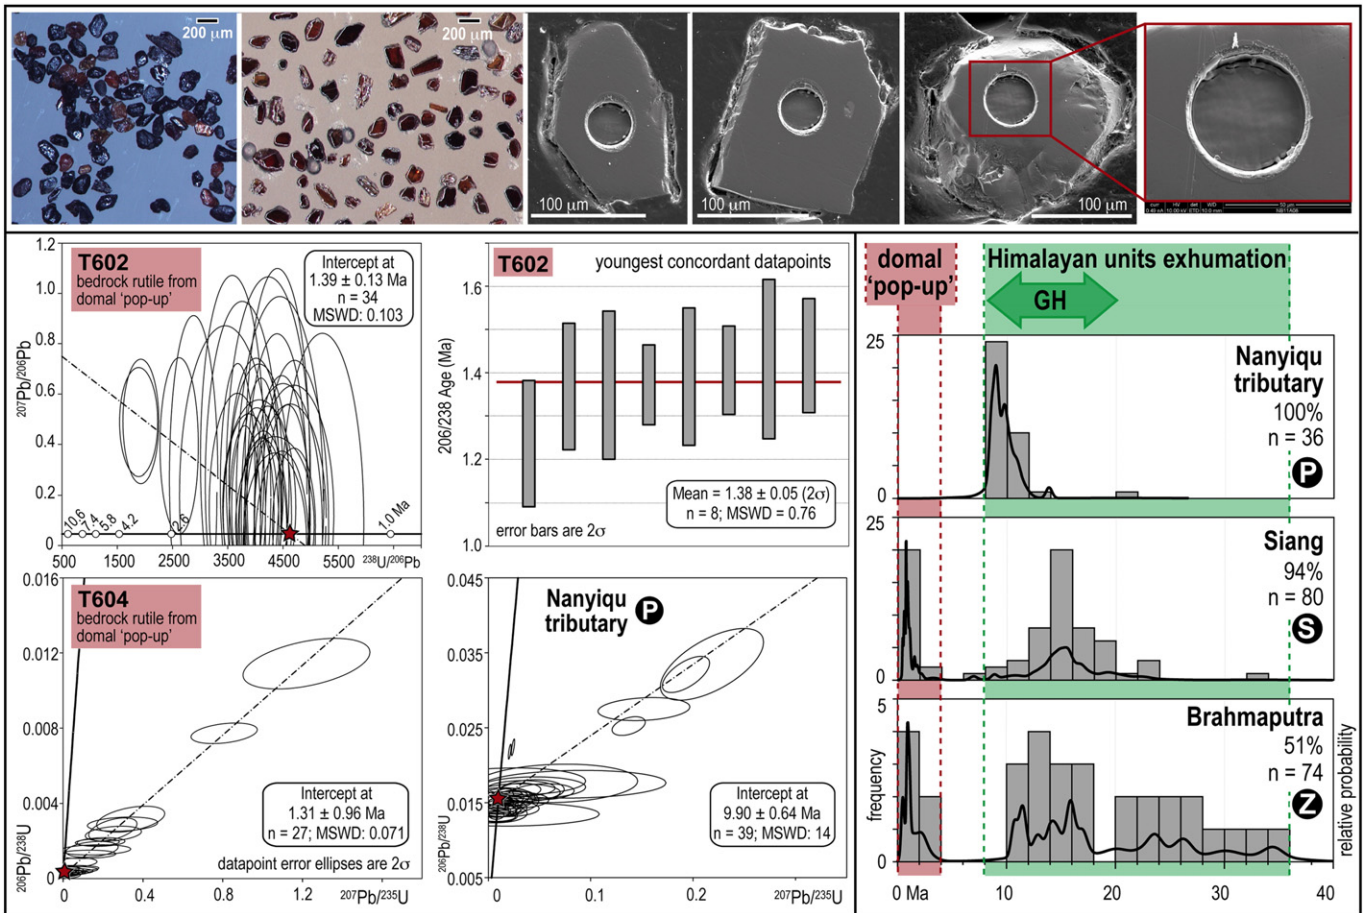 200 μm
200 μm
100 μm
100 μm
100 μm
T602
bedrock rutile from
domal ‘pop-up’
Intercept at
1.39 ± 0.13 Ma
n = 34
MSWD: 0.103
1.2
1.0
0.8
0.6
0.4
0.2
0
207Pb/206Pb
10.6
7.4
5.8
4.2
2.6
1.0 Ma
500
1500
2500
3500
4500
5500
238U/206Pb
T602
youngest concordant datapoints
1.6
1.4
1.3
1.2
1.0
206/238 Age (Ma)
Mean = 1.38 ± 0.05 (2σ)
n = 8; MSWD = 0.76
error bars are 2σ
T604
bedrock rutile from
domal ‘pop-up’
0.016
0.012
0.008
0.004
0
206Pb/238U
Intercept at
1.31 ± 0.96 Ma
n = 27; MSWD: 0.071
datapoint error ellipses are 2σ
0
0.4
0.8
1.2
207Pb/235U
Nanyiqu
tributary
P
0.045
0.035
0.025
0.015
0.005
206Pb/238U
Intercept at
9.90 ± 0.64 Ma
n = 39; MSWD: 14
0
0.1
0.2
207Pb/235U
domal
‘pop-up’
Himalayan units exhumation
GH
25
0
Nanyiqu
tributary
100%
n = 36
P
25
0
Siang
94%
n = 80
S
5
0
Brahmaputra
51%
n = 74
Z
frequency
relative probability
0 Ma
10
20
30
40